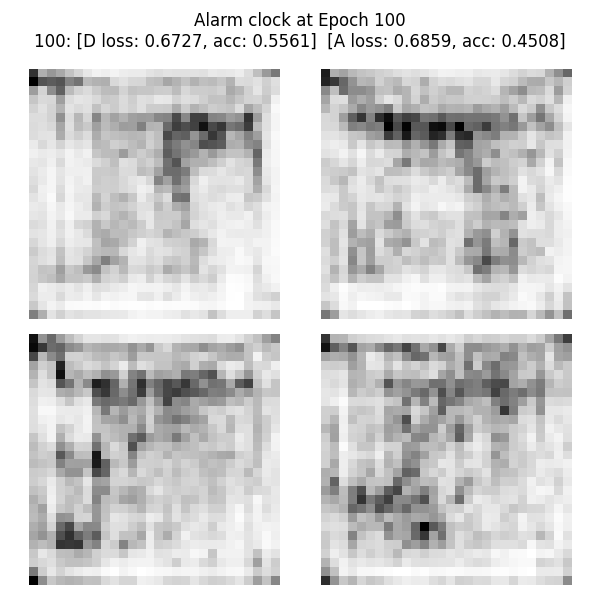 Alarm clock at Epoch 100
100: [D loss: 0.6727, acc: 0.5561]  [A loss: 0.6859, acc: 0.4508]